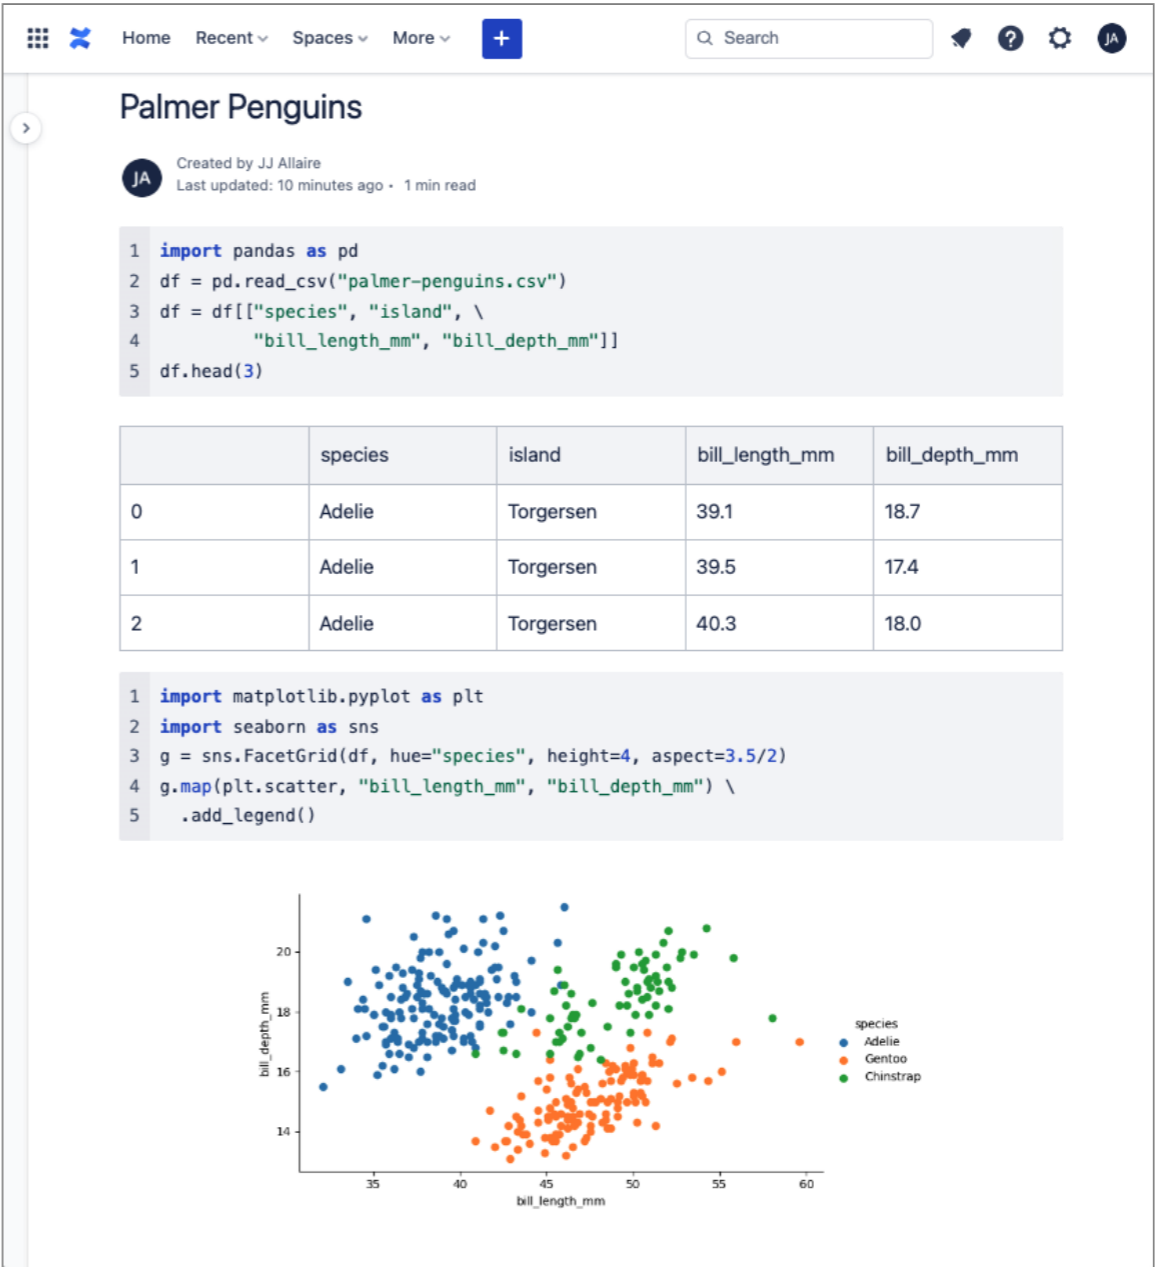 Home Recent Spaces More + Search ? JA
Palmer Penguins
JA
Created by JJ Allaire
Last updated: 10 minutes ago • 1 min read
1 import pandas as pd
2 df = pd.read_csv("palmer-penguins.csv")
3 df = df[["species", "island", \
4          "bill_length_mm", "bill_depth_mm"]]
5 df.head(3)
species island bill_length_mm bill_depth_mm
0 Adelie Torgersen 39.1 18.7
1 Adelie Torgersen 39.5 17.4
2 Adelie Torgersen 40.3 18.0
1 import matplotlib.pyplot as plt
2 import seaborn as sns
3 g = sns.FacetGrid(df, hue="species", height=4, aspect=3.5/2)
4 g.map(plt.scatter, "bill_length_mm", "bill_depth_mm") \
5   .add_legend()
20
18
16
14
bill_depth_mm
species
Adelie
Gentoo
Chinstrap
35 40 45 50 55 60
bill_length_mm